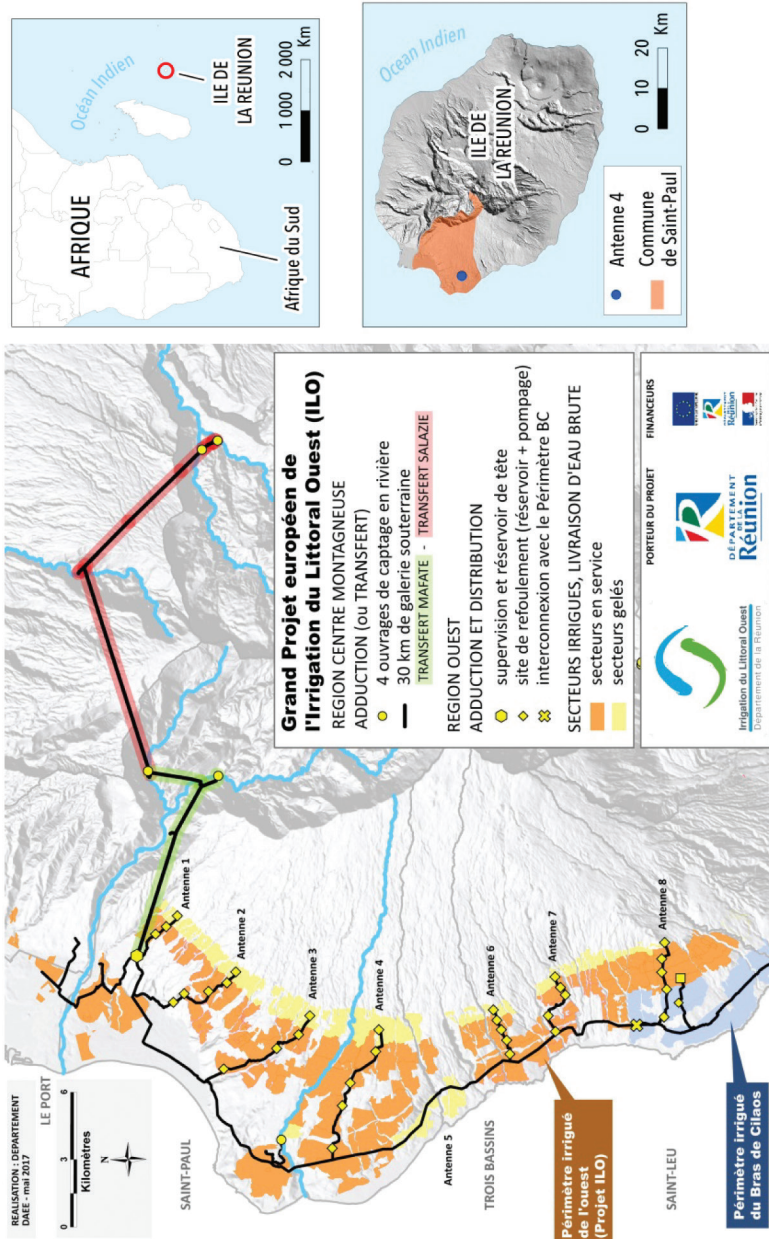 REALISATION : DEPARTEMENT
DAEE - mai 2017
0 3 6
Kilomètres
N
LE PORT
SAINT-PAUL
TROIS BASSINS
SAINT-LEU
Antenne 1
Antenne 2
Antenne 3
Antenne 4
Antenne 5
Antenne 6
Antenne 7
Antenne 8
Périmètre irrigué
de l'ouest
(Projet ILO)
Périmètre irrigué
du Bras de Cilaos
Grand Projet européen de
l'Irrigation du Littoral Ouest (ILO)
REGION CENTRE MONTAGNEUSE
ADDUCTION (ou TRANSFERT)
4 ouvrages de captage en rivière
30 km de galerie souterraine
TRANSFERT MAFATE - TRANSFERT SALAZIE
REGION OUEST
ADDUCTION ET DISTRIBUTION
supervision et réservoir de tête
site de refoulement (réservoir + pompage)
interconnexion avec le Périmètre BC
SECTEURS IRRIGUES, LIVRAISON D'EAU BRUTE
secteurs en service
secteurs gelés
Irrigation du Littoral Ouest
Departement de la Réunion
PORTEUR DU PROJET
DÉPARTEMENT
DE LA
Réunion
FINANCEURS
Réunion
AFRIQUE
Océan Indien
ILE DE
LA REUNION
Afrique du Sud
0 1 000 2 000
Km
Océan Indien
ILE DE
LA REUNION
Antenne 4
Commune
de Saint-Paul
0 10 20
Km